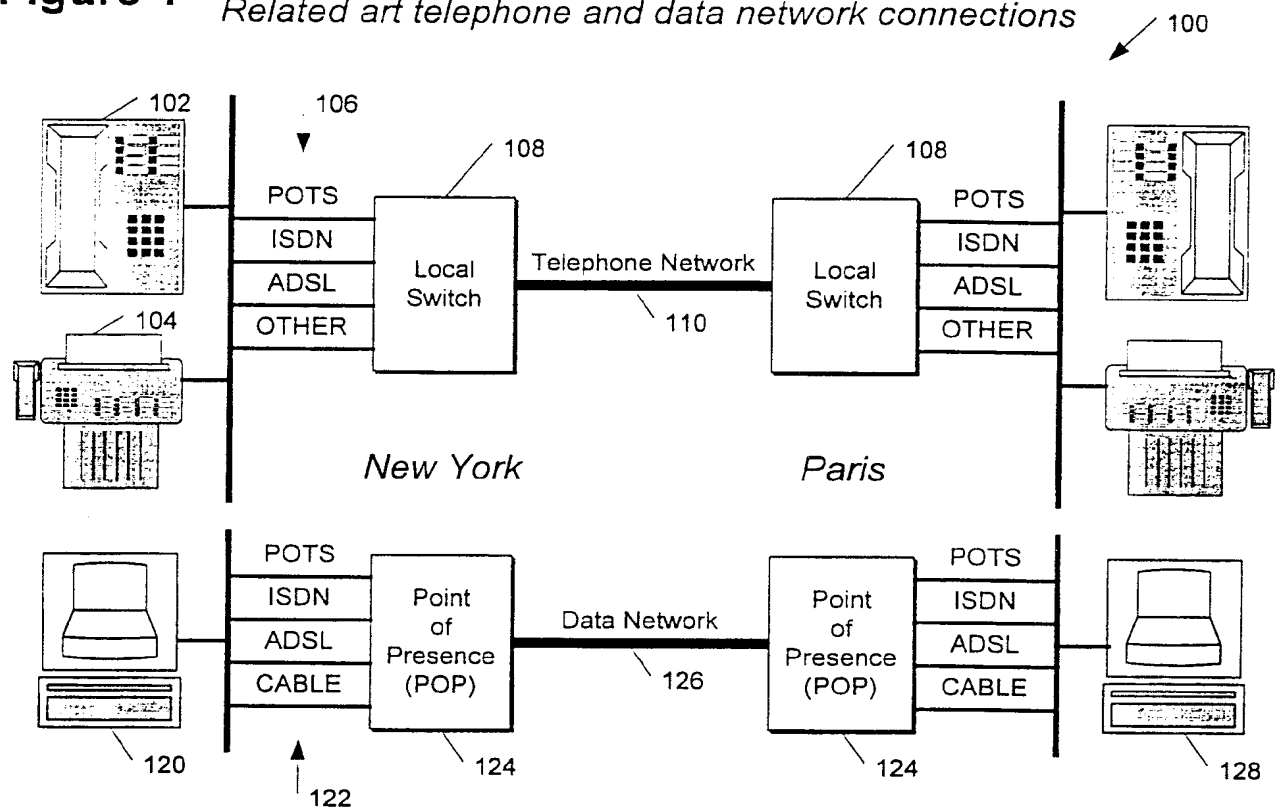 Figure 1
Related art telephone and data network connections
100
102
106
108
108
POTS
ISDN
ADSL
OTHER
Local
Switch
Telephone Network
110
Local
Switch
POTS
ISDN
ADSL
OTHER
104
New York
Paris
POTS
ISDN
ADSL
CABLE
Point
of
Presence
(POP)
Data Network
126
Point
of
Presence
(POP)
POTS
ISDN
ADSL
CABLE
120
122
124
124
128